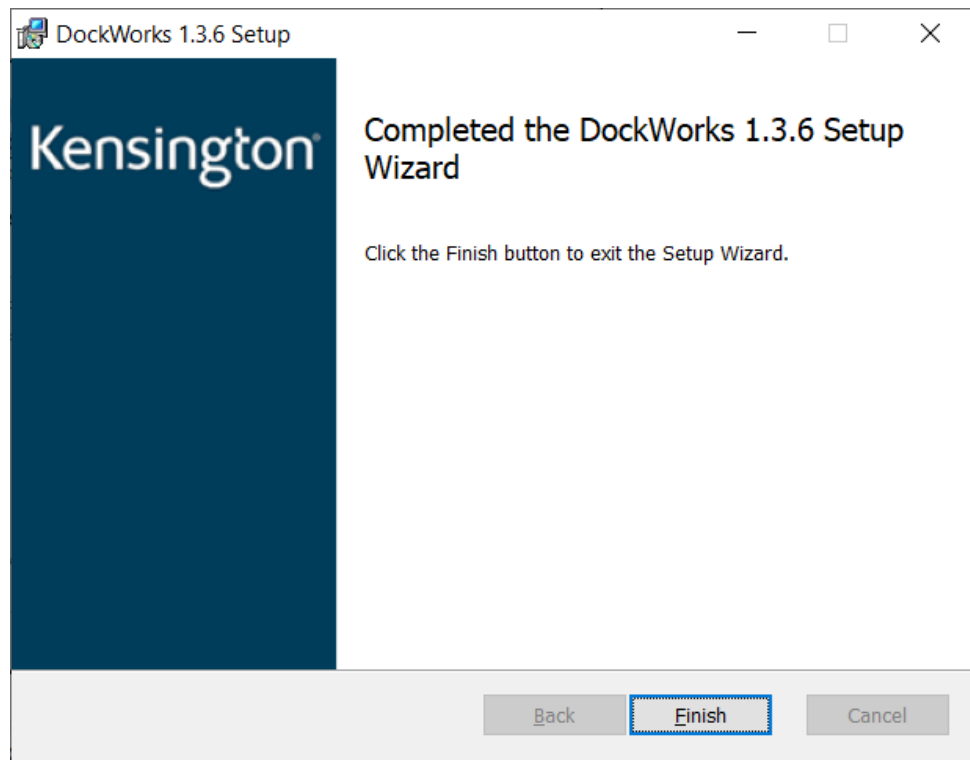 DockWorks 1.3.6 Setup
Kensington®
Completed the DockWorks 1.3.6 Setup
Wizard
Click the Finish button to exit the Setup Wizard.
Back
Finish
Cancel